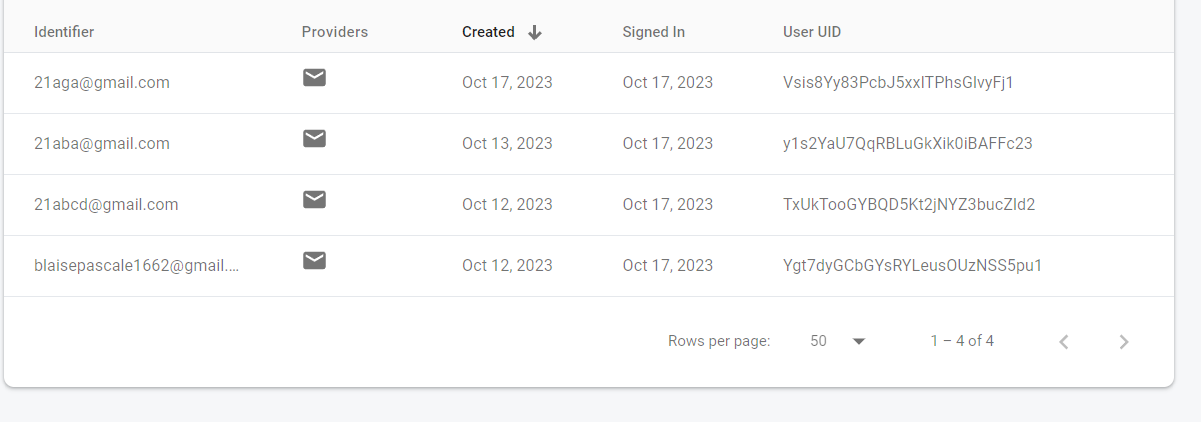 Identifier Providers Created Signed In User UID
21aga@gmail.com Oct 17, 2023 Oct 17, 2023 Vsis8Yy83PcbJ5xxITPhsGlvyFj1
21aba@gmail.com Oct 13, 2023 Oct 17, 2023 y1s2YaU7QqRBLuGkXik0iBAFFc23
21abcd@gmail.com Oct 12, 2023 Oct 17, 2023 TxUkTooGYBQD5Kt2jNYZ3bucZId2
blaisepascale1662@gmail.… Oct 12, 2023 Oct 17, 2023 Ygt7dyGCbGYsRYLeusOUzNSS5pu1
Rows per page: 50 1 – 4 of 4